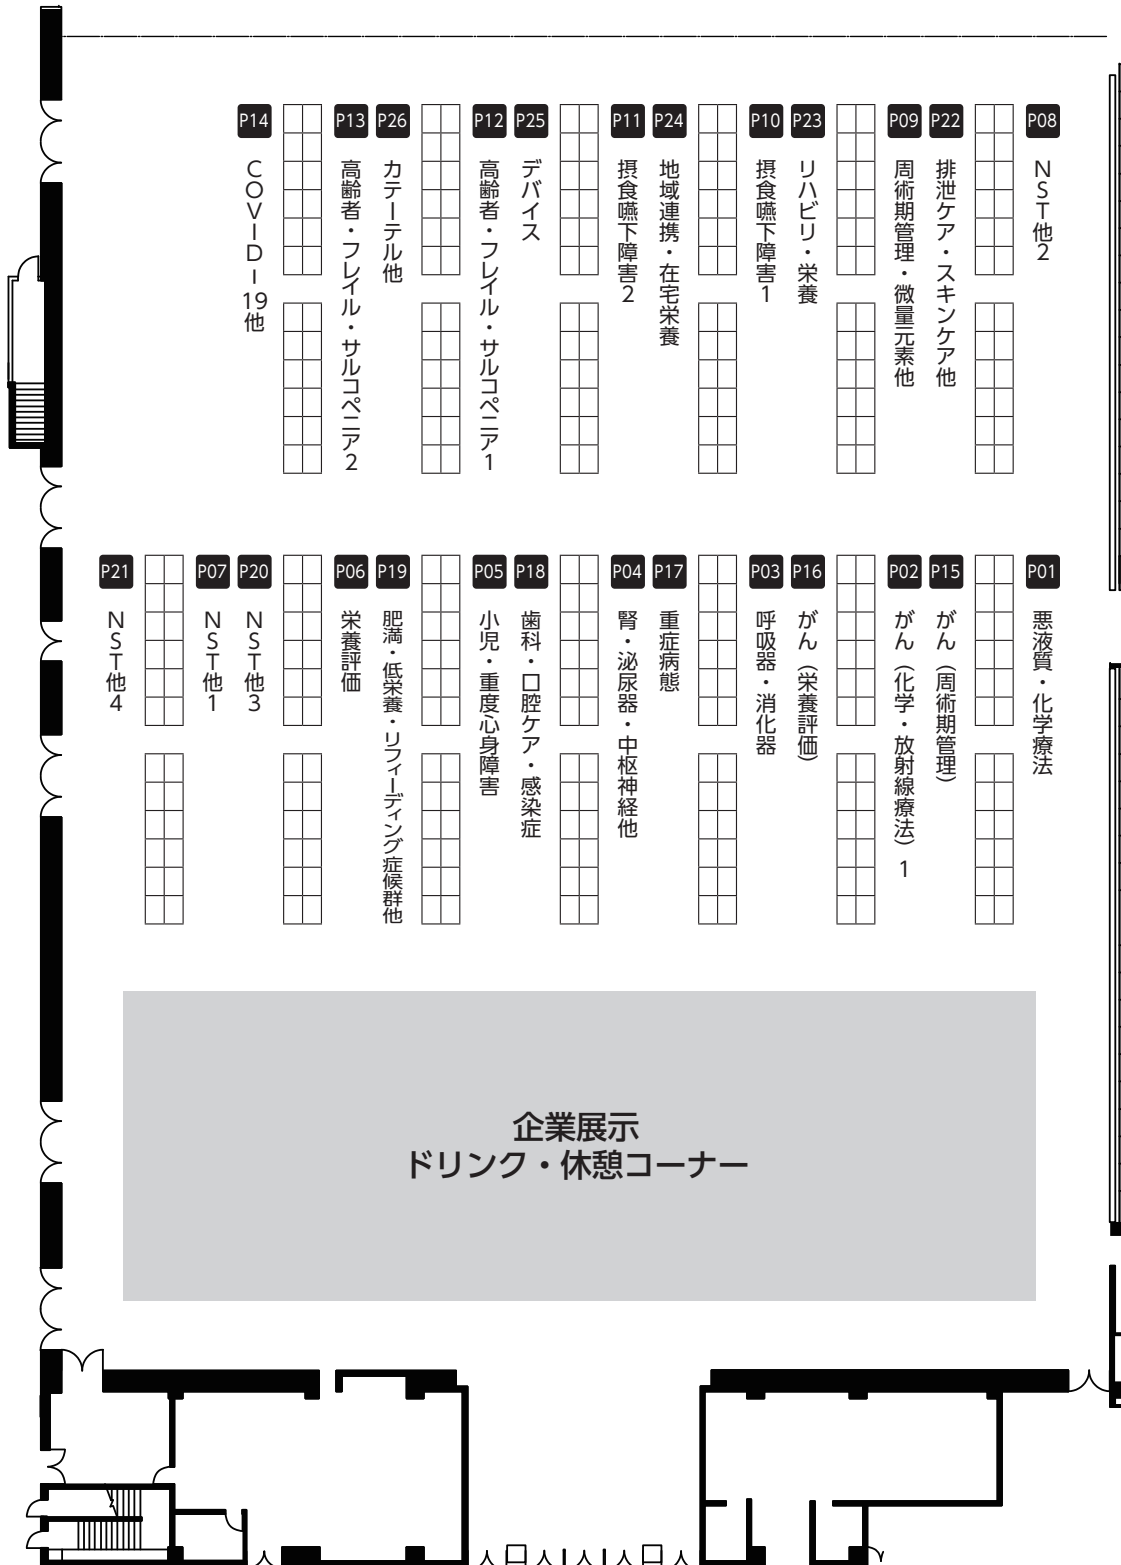 P14
COVID-19他
P13
高齢者・フレイル・サルコペニア2
P26
カテーテル他
P12
高齢者・フレイル・サルコペニア1
P25
デバイス
P11
摂食嚥下障害2
P24
地域連携・在宅栄養
P10
摂食嚥下障害1
P23
リハビリ・栄養
P09
周術期管理・微量元素他
P22
排泄ケア・スキンケア他
P08
NST他2
P21
NST他4
P07
NST他1
P20
NST他3
P06
栄養評価
P19
肥満・低栄養・リフィーディング症候群他
P05
小児・重度心身障害
P18
歯科・口腔ケア・感染症
P04
腎・泌尿器・中枢神経他
P17
重症病態
P03
呼吸器・消化器
P16
がん（栄養評価）
P02
がん（化学・放射線療法）1
P15
がん（周術期管理）
P01
悪液質・化学療法
企業展示
ドリンク・休憩コーナー